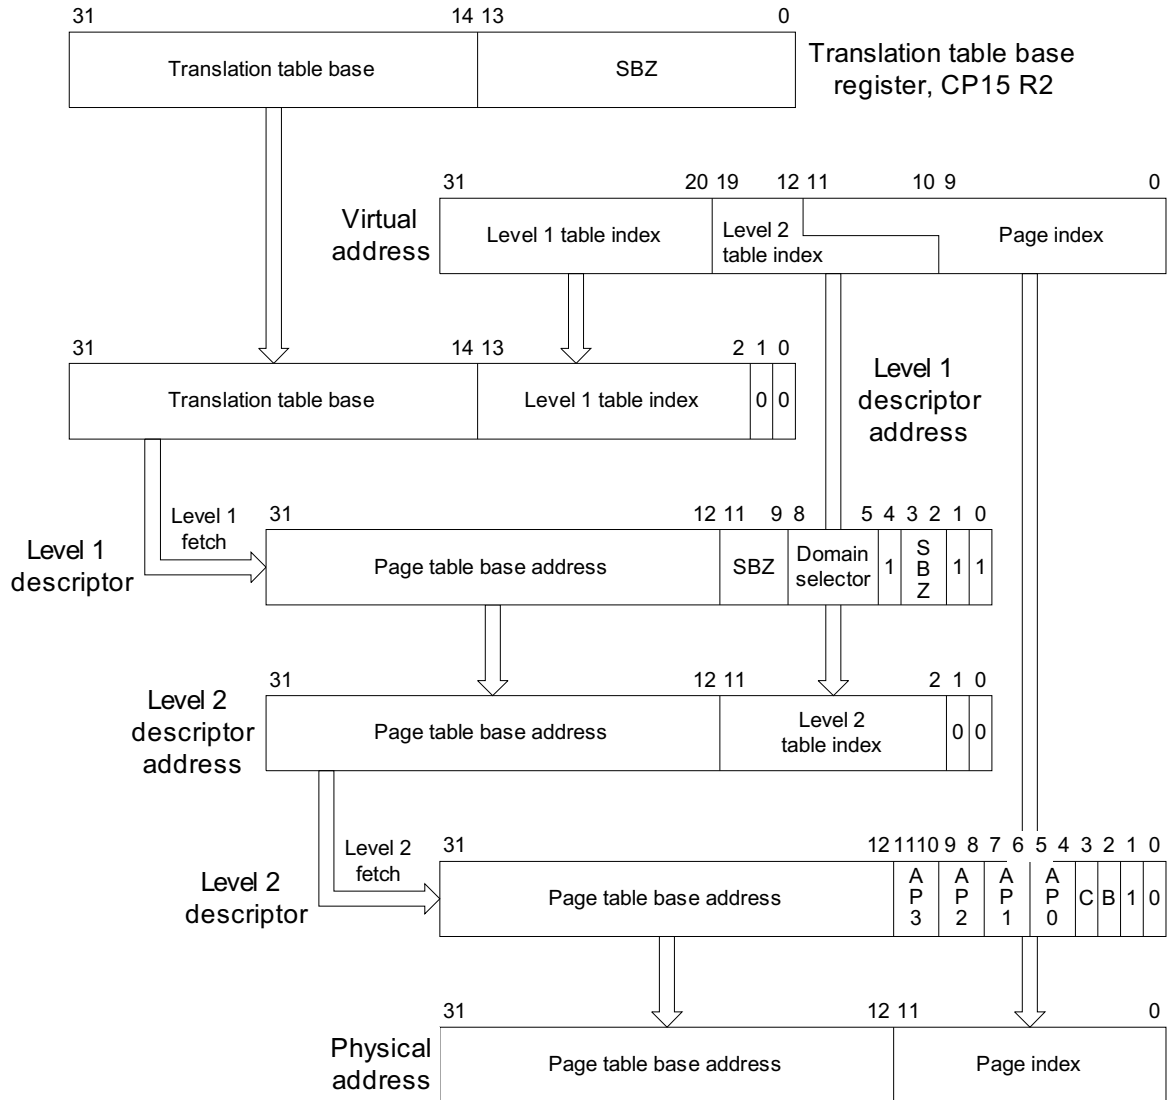 31 14 13 0
Translation table base SBZ
Translation table base
register, CP15 R2
31 20 19 12 11 10 9 0
Virtual
address
Level 1 table index
Level 2
table index
Page index
31 14 13 2 1 0
Translation table base Level 1 table index 0 0
Level 1
descriptor
address
Level 1
fetch
31 12 11 9 8 5 4 3 2 1 0
Level 1
descriptor
Page table base address SBZ
Domain
selector
1
S
B
Z
1 1
31 12 11 2 1 0
Level 2
descriptor
address
Page table base address
Level 2
table index
0 0
Level 2
fetch
31 12 11 10 9 8 7 6 5 4 3 2 1 0
Level 2
descriptor
Page table base address
A
P
3
A
P
2
A
P
1
A
P
0
C B 1 0
31 12 11 0
Physical
address
Page table base address Page index